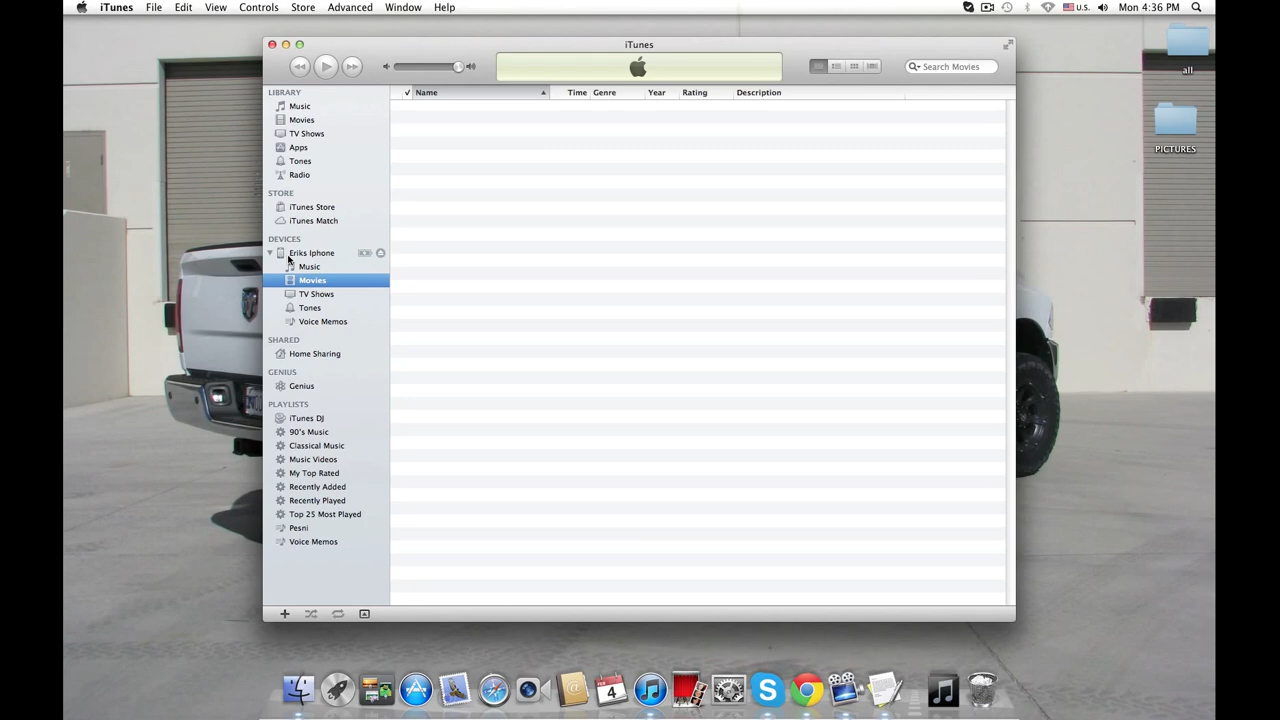 iTunes File Edit View Controls Store Advanced Window Help U.S. Mon 4:36 PM
iTunes
Search Movies
LIBRARY
Music
Movies
TV Shows
Apps
Tones
Radio
STORE
iTunes Store
iTunes Match
DEVICES
Eriks Iphone
Music
Movies
TV Shows
Tones
Voice Memos
SHARED
Home Sharing
GENIUS
Genius
PLAYLISTS
iTunes DJ
90's Music
Classical Music
Music Videos
My Top Rated
Recently Added
Recently Played
Top 25 Most Played
Pesni
Voice Memos
✓ Name Time Genre Year Rating Description
all
PICTURES
FEB
4